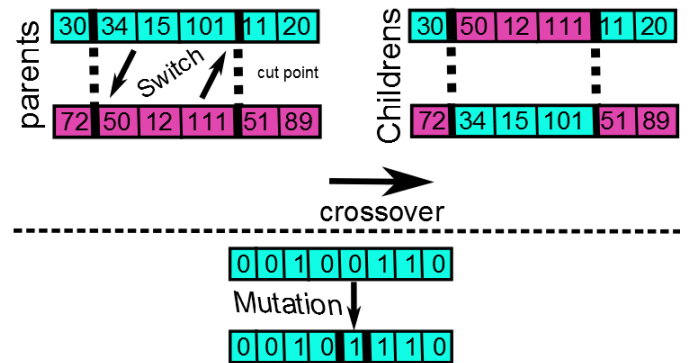 parents
30 34 15 101 11 20
Switch
cut point
72 50 12 111 51 89
Childrens
30 50 12 111 11 20
72 34 15 101 51 89
crossover
0 0 1 0 0 1 1 0
Mutation
0 0 1 0 1 1 1 0